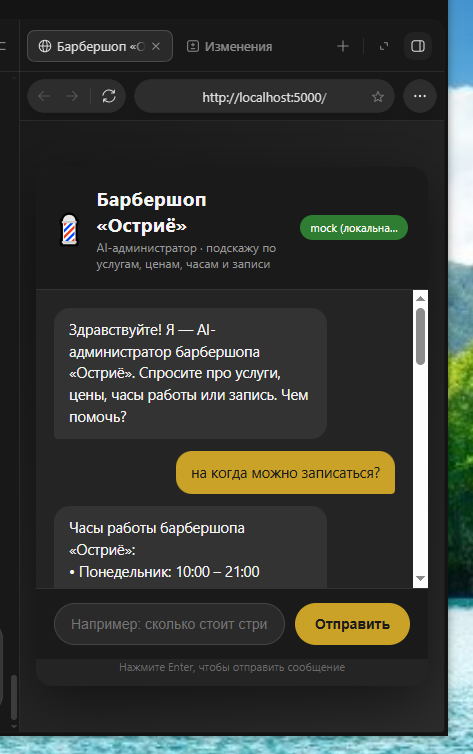 Барбершоп «О
Изменения
http://localhost:5000/
Барбершоп
«Остриё»
AI-администратор · подскажу по
услугам, ценам, часам и записи
mock (локальна...
Здравствуйте! Я — AI-
администратор барбершопа
«Остриё». Спросите про услуги,
цены, часы работы или запись. Чем
помочь?
на когда можно записаться?
Часы работы барбершопа
«Остриё»:
• Понедельник: 10:00 – 21:00
Например: сколько стоит стри
Отправить
Нажмите Enter, чтобы отправить сообщение